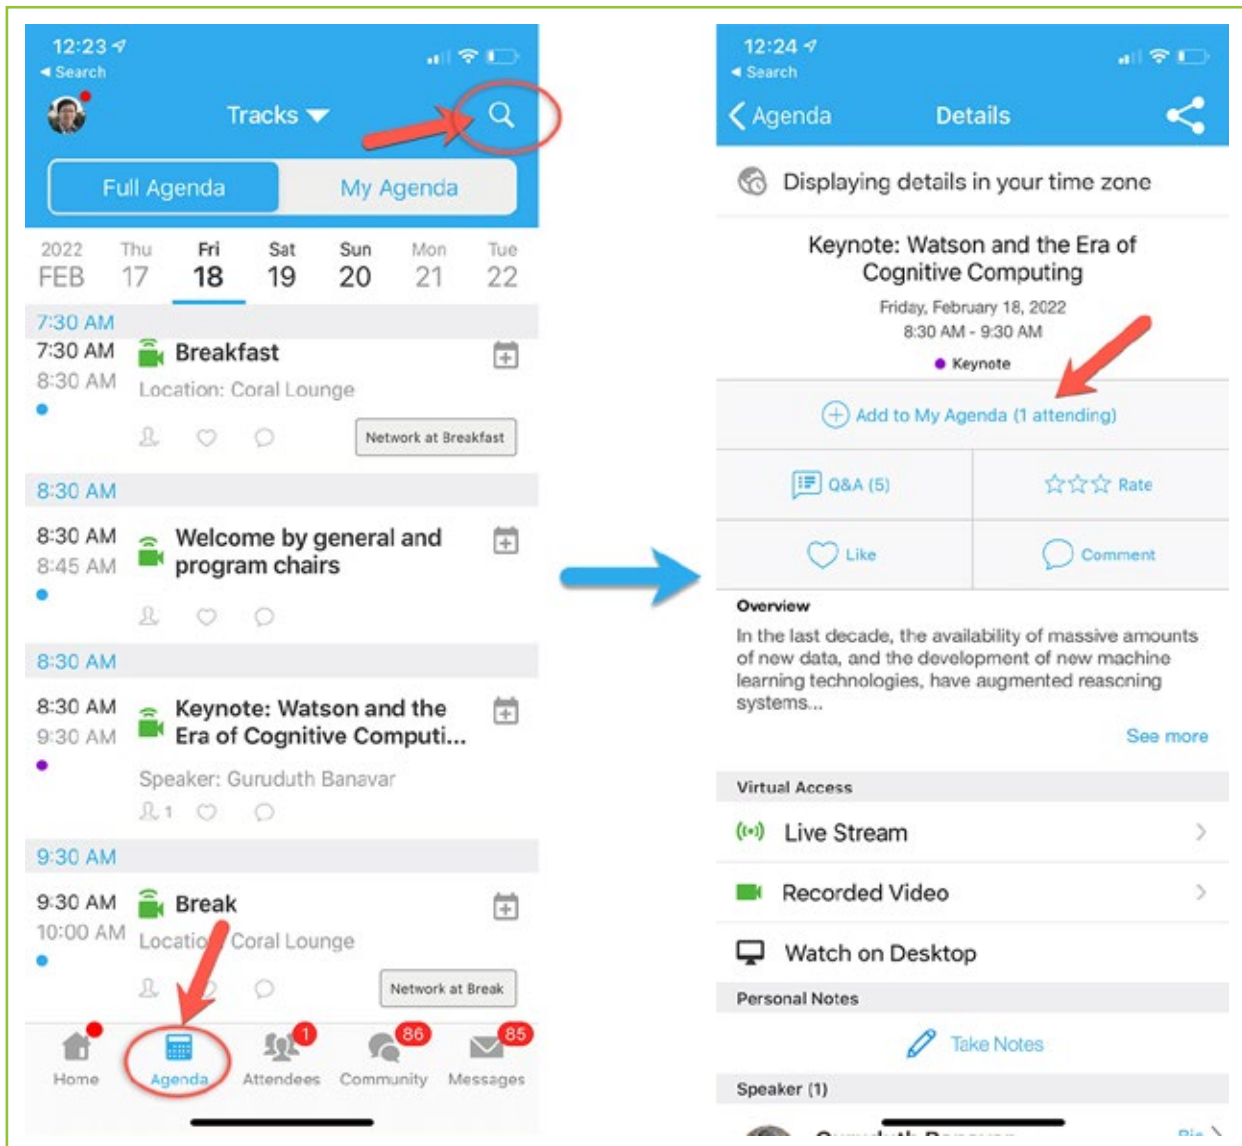 12:23
◀ Search
Tracks
Full Agenda
My Agenda
2022 Thu Fri Sat Sun Mon Tue
FEB 17 18 19 20 21 22
7:30 AM
7:30 AM Breakfast
8:30 AM Location: Coral Lounge
Network at Breakfast
8:30 AM
8:30 AM Welcome by general and
8:45 AM program chairs
8:30 AM
8:30 AM Keynote: Watson and the
9:30 AM Era of Cognitive Computi...
Speaker: Guruduth Banavar
1
9:30 AM
9:30 AM Break
10:00 AM Location: Coral Lounge
Network at Break
1 86 85
Home Agenda Attendees Community Messages
12:24
◀ Search
Agenda Details
Displaying details in your time zone
Keynote: Watson and the Era of
Cognitive Computing
Friday, February 18, 2022
8:30 AM - 9:30 AM
Keynote
Add to My Agenda (1 attending)
Q&A (5) Rate
Like Comment
Overview
In the last decade, the availability of massive amounts
of new data, and the development of new machine
learning technologies, have augmented reasoning
systems...
See more
Virtual Access
Live Stream
Recorded Video
Watch on Desktop
Personal Notes
Take Notes
Speaker (1)